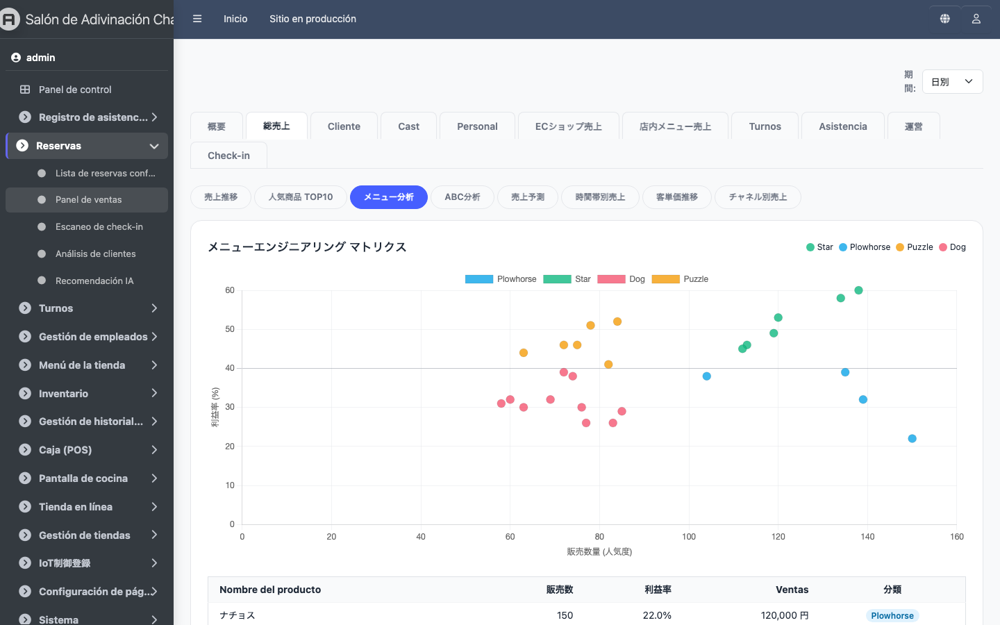 Salón de Adivinación Cha
Inicio
Sitio en producción
admin
Panel de control
Registro de asistenc...
Reservas
Lista de reservas conf...
Panel de ventas
Escaneo de check-in
Análisis de clientes
Recomendación IA
Turnos
Gestión de empleados
Menú de la tienda
Inventario
Gestión de historial...
Caja (POS)
Pantalla de cocina
Tienda en línea
Gestión de tiendas
IoT制御登録
Configuración de pág...
Sistema
期
間:
日別
概要
総売上
Cliente
Cast
Personal
ECショップ売上
店内メニュー売上
Turnos
Asistencia
運営
Check-in
売上推移
人気商品 TOP10
メニュー分析
ABC分析
売上予測
時間帯別売上
客単価推移
チャネル別売上
メニューエンジニアリング マトリクス
Star Plowhorse Puzzle Dog
Plowhorse Star Dog Puzzle
60
50
40
30
20
10
0
利益率 (%)
0 20 40 60 80 100 120 140 160
販売数量 (人気度)
Nombre del producto 販売数 利益率 Ventas 分類
ナチョス 150 22.0% 120,000 円 Plowhorse